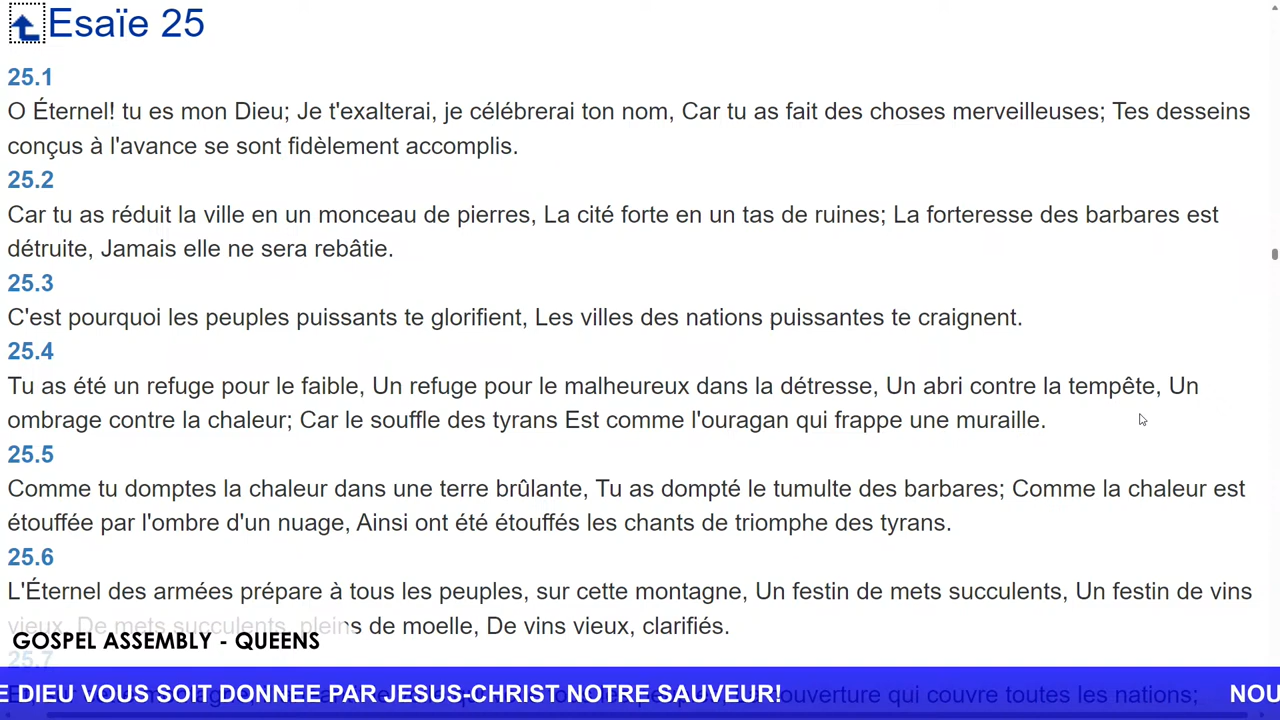 Esaïe 25
25.1
O Éternel! tu es mon Dieu; Je t'exalterai, je célébrerai ton nom, Car tu as fait des choses merveilleuses; Tes desseins
conçus à l'avance se sont fidèlement accomplis.
25.2
Car tu as réduit la ville en un monceau de pierres, La cité forte en un tas de ruines; La forteresse des barbares est
détruite, Jamais elle ne sera rebâtie.
25.3
C'est pourquoi les peuples puissants te glorifient, Les villes des nations puissantes te craignent.
25.4
Tu as été un refuge pour le faible, Un refuge pour le malheureux dans la détresse, Un abri contre la tempête, Un
ombrage contre la chaleur; Car le souffle des tyrans Est comme l'ouragan qui frappe une muraille.
25.5
Comme tu domptes la chaleur dans une terre brûlante, Tu as dompté le tumulte des barbares; Comme la chaleur est
étouffée par l'ombre d'un nuage, Ainsi ont été étouffés les chants de triomphe des tyrans.
25.6
L'Éternel des armées prépare à tous les peuples, sur cette montagne, Un festin de mets succulents, Un festin de vins
vieux, De mets succulents, pleins de moelle, De vins vieux, clarifiés.
GOSPEL ASSEMBLY - QUEENS
25.7
E DIEU VOUS SOIT DONNEE PAR JESUS-CHRIST NOTRE SAUVEUR! NOU
couvre toutes les nations;